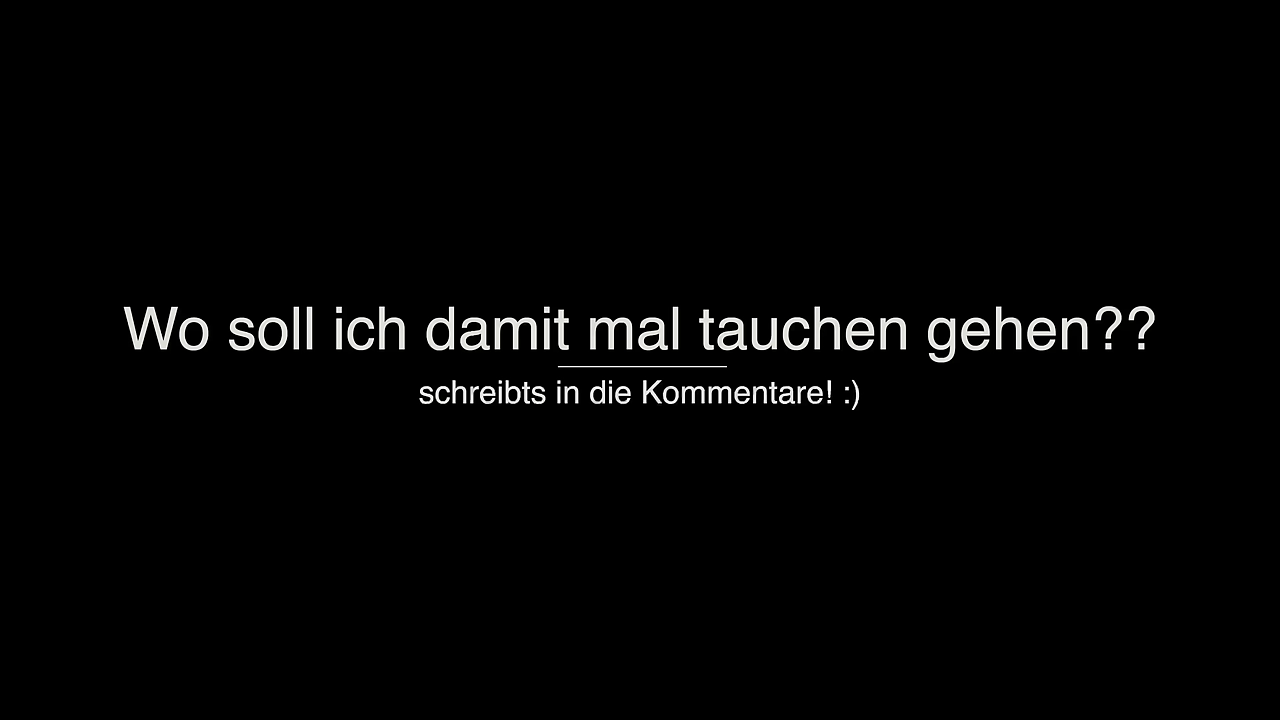 Wo soll ich damit mal tauchen gehen??
schreibts in die Kommentare! :)